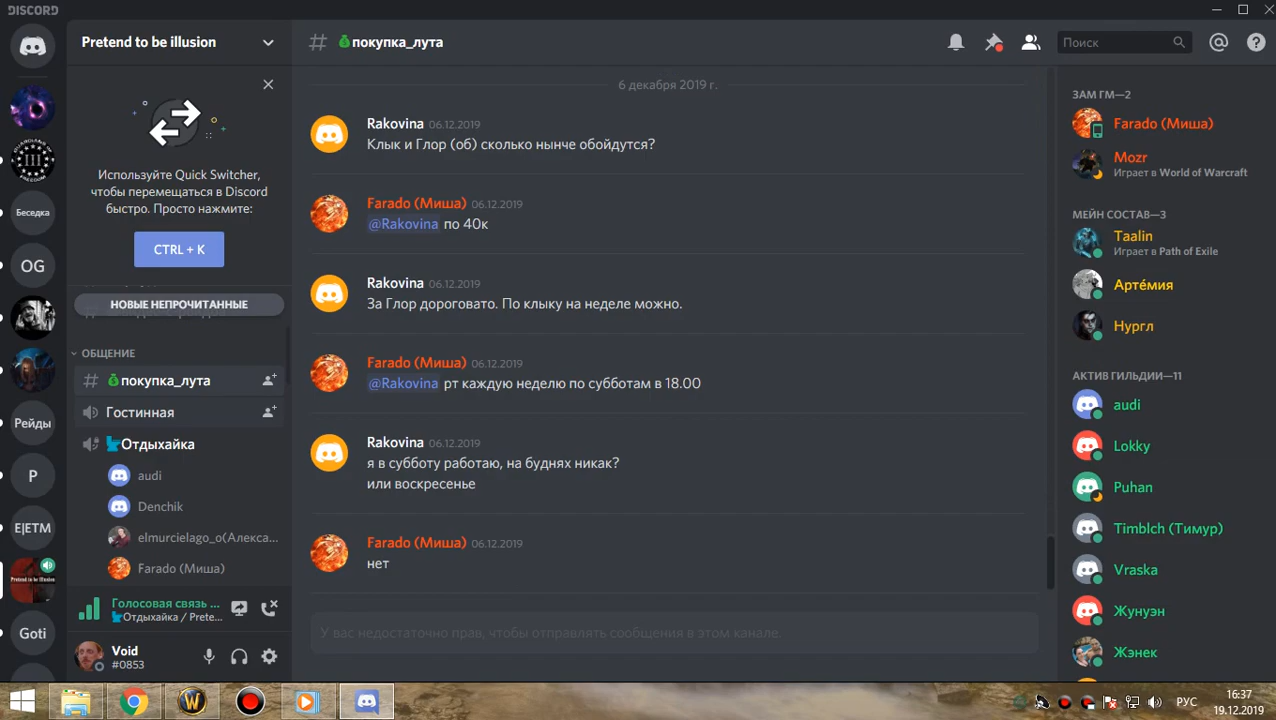 DISCORD
Pretend to be illusion
# покупка_лута
Поиск
Используйте Quick Switcher,
чтобы перемещаться в Discord
быстро. Просто нажмите:
CTRL + K
НОВЫЕ НЕПРОЧИТАННЫЕ
ОБЩЕНИЕ
# покупка_лута
Гостинная
Отдыхайка
audi
Denchik
elmurcielago_o(Алекса...
Farado (Миша)
Голосовая связь ...
Отдыхайка / Prete...
Void
#0853
III
Беседка
OG
Рейды
P
E|ETM
Pretend to be illusion
Goti
6 декабря 2019 г.
Rakovina 06.12.2019
Клык и Глор (об) сколько нынче обойдутся?
Farado (Миша) 06.12.2019
@Rakovina по 40к
Rakovina 06.12.2019
За Глор дороговато. По клыку на неделе можно.
Farado (Миша) 06.12.2019
@Rakovina рт каждую неделю по субботам в 18.00
Rakovina 06.12.2019
я в субботу работаю, на буднях никак?
или воскресенье
Farado (Миша) 06.12.2019
нет
У вас недостаточно прав, чтобы отправлять сообщения в этом канале.
ЗАМ ГМ—2
Farado (Миша)
Mozr
Играет в World of Warcraft
МЕЙН СОСТАВ—3
Taalin
Играет в Path of Exile
Артéмия
Нургл
АКТИВ ГИЛЬДИИ—11
audi
Lokky
Puhan
Timblch (Тимур)
Vraska
Жунуэн
Жэнек
РУС
16:37
19.12.2019